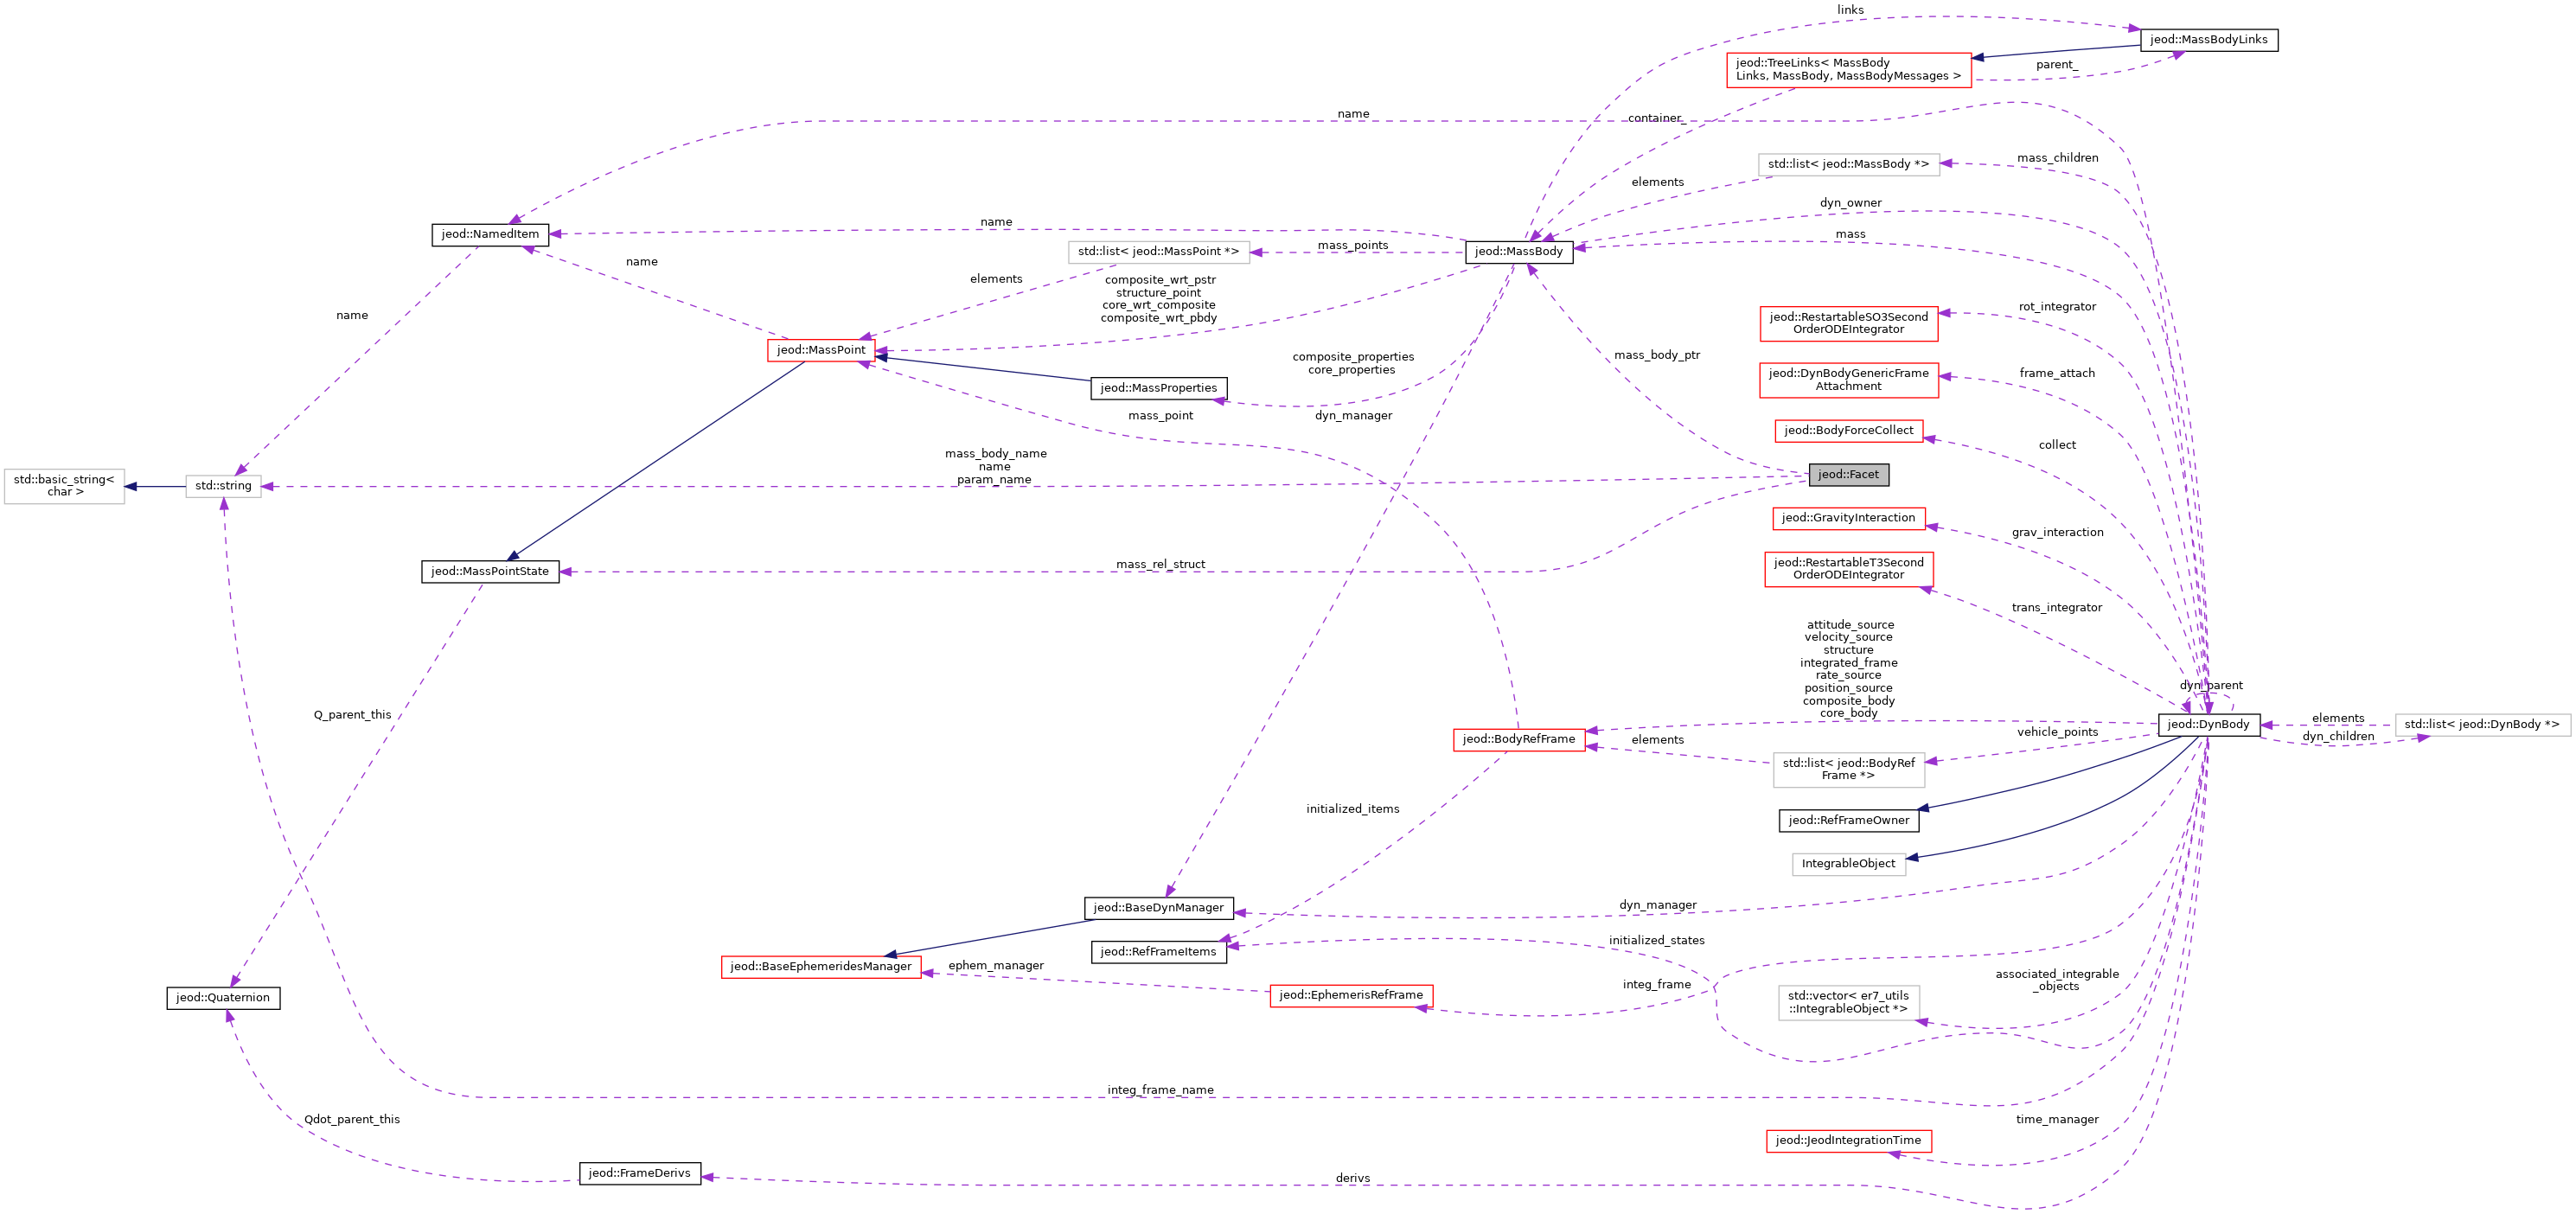 links
jeod::MassBodyLinks
jeod::TreeLinks< MassBody
Links, MassBody, MassBodyMessages >
parent_
name
container_
std::list< jeod::MassBody *>
mass_children
elements
dyn_owner
name
jeod::NamedItem
mass
std::list< jeod::MassPoint *>
mass_points
jeod::MassBody
name
elements
composite_wrt_pstr
structure_point
core_wrt_composite
composite_wrt_pbdy
rot_integrator
jeod::RestartableSO3Second
OrderODEIntegrator
name
jeod::MassPoint
composite_properties
core_properties
mass_body_ptr
jeod::DynBodyGenericFrame
Attachment
frame_attach
jeod::MassProperties
mass_point
dyn_manager
jeod::BodyForceCollect
collect
mass_body_name
name
param_name
jeod::Facet
std::basic_string<
char >
std::string
jeod::GravityInteraction
grav_interaction
mass_rel_struct
jeod::MassPointState
jeod::RestartableT3Second
OrderODEIntegrator
trans_integrator
attitude_source
velocity_source
structure
integrated_frame
rate_source
position_source
composite_body
core_body
dyn_parent
Q_parent_this
jeod::DynBody
elements
std::list< jeod::DynBody *>
dyn_children
jeod::BodyRefFrame
elements
vehicle_points
std::list< jeod::BodyRef
Frame *>
initialized_items
jeod::RefFrameOwner
IntegrableObject
jeod::BaseDynManager
dyn_manager
jeod::RefFrameItems
initialized_states
jeod::BaseEphemeridesManager
ephem_manager
jeod::EphemerisRefFrame
integ_frame
associated_integrable
_objects
std::vector< er7_utils
::IntegrableObject *>
jeod::Quaternion
integ_frame_name
Qdot_parent_this
time_manager
jeod::JeodIntegrationTime
jeod::FrameDerivs
derivs